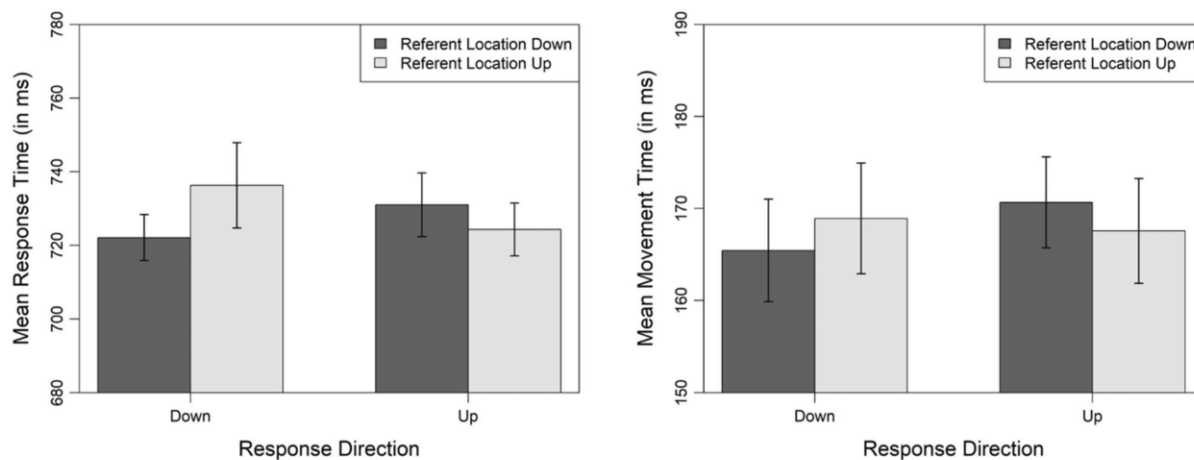 Mean Response Time (in ms)
780
760
740
720
700
680
Referent Location Down
Referent Location Up
Down
Up
Response Direction
Mean Movement Time (in ms)
190
180
170
160
150
Referent Location Down
Referent Location Up
Down
Up
Response Direction